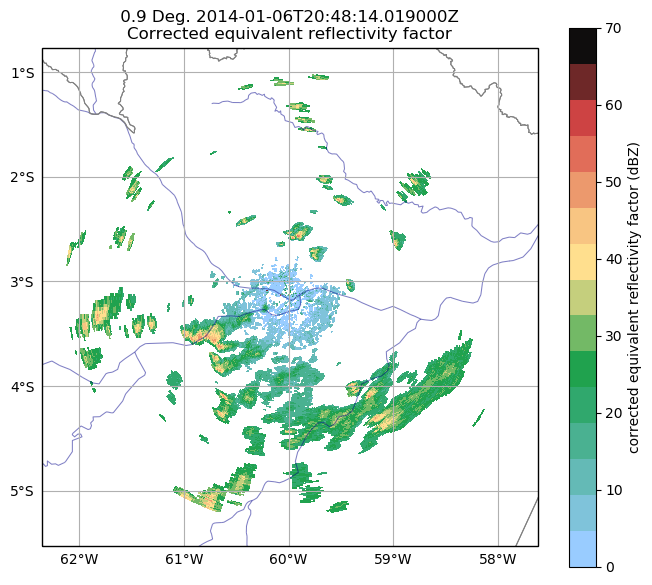 0.9 Deg. 2014-01-06T20:48:14.019000Z
Corrected equivalent reflectivity factor
1°S
2°S
3°S
4°S
5°S
62°W
61°W
60°W
59°W
58°W
70
60
50
40
30
20
10
0
corrected equivalent reflectivity factor (dBZ)